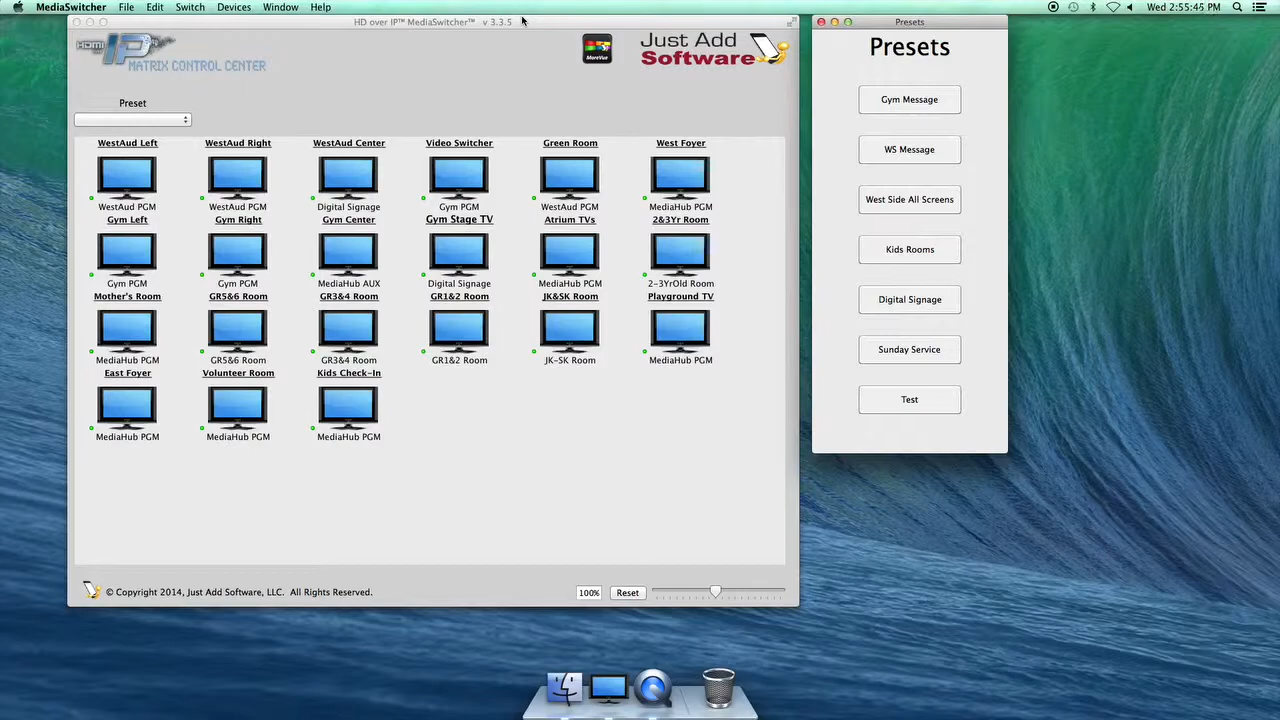 MediaSwitcher File Edit Switch Devices Window Help Wed 2:55:45 PM
HD over IP™ MediaSwitcher™ v 3.3.5
HDMI IP
MATRIX CONTROL CENTER
MoreVue
Just Add
Software
Preset
WestAud Left WestAud Right WestAud Center Video Switcher Green Room West Foyer
WestAud PGM WestAud PGM Digital Signage Gym PGM WestAud PGM MediaHub PGM
Gym Left Gym Right Gym Center Gym Stage TV Atrium TVs 2&3Yr Room
Gym PGM Gym PGM MediaHub AUX Digital Signage MediaHub PGM 2-3YrOld Room
Mother's Room GR5&6 Room GR3&4 Room GR1&2 Room JK&SK Room Playground TV
MediaHub PGM GR5&6 Room GR3&4 Room GR1&2 Room JK-SK Room MediaHub PGM
East Foyer Volunteer Room Kids Check-In
MediaHub PGM MediaHub PGM MediaHub PGM
© Copyright 2014, Just Add Software, LLC. All Rights Reserved.
100% Reset
Presets
Presets
Gym Message
WS Message
West Side All Screens
Kids Rooms
Digital Signage
Sunday Service
Test